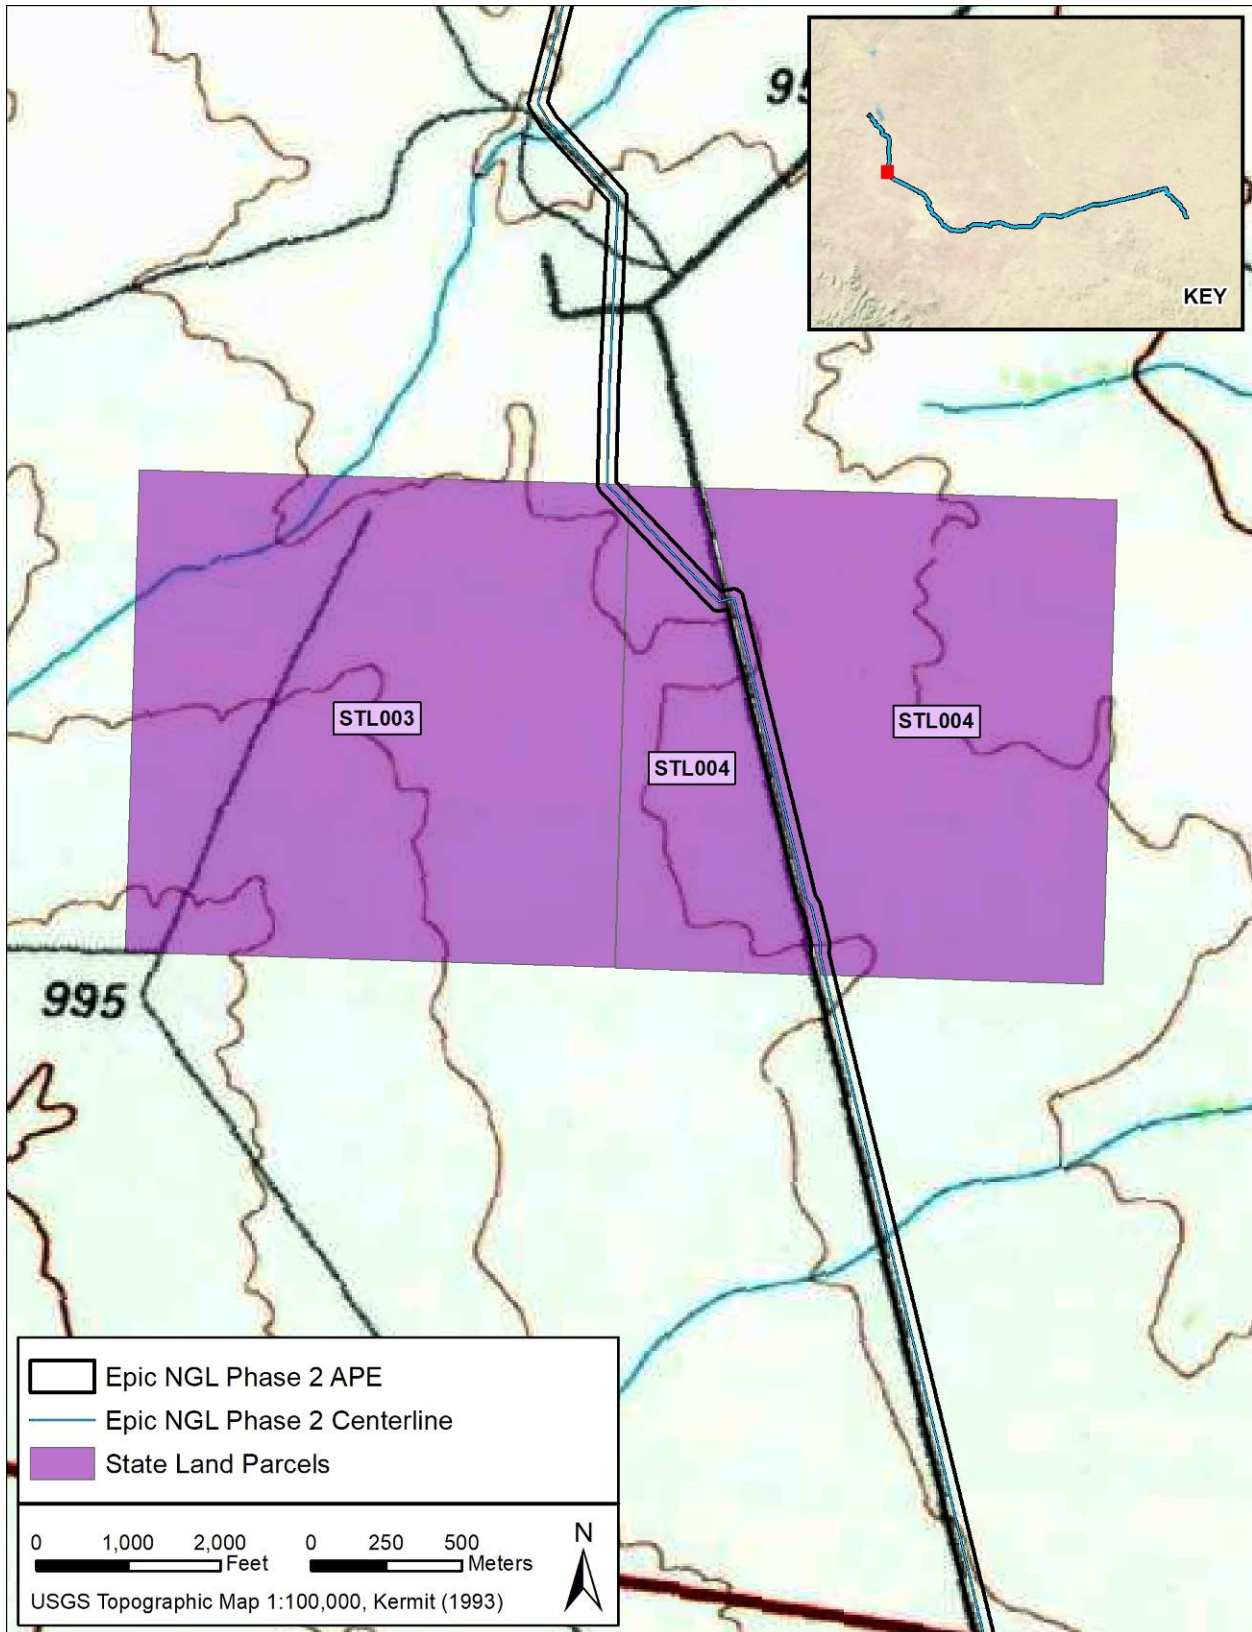 95
KEY
STL003
STL004
STL004
995
Epic NGL Phase 2 APE
Epic NGL Phase 2 Centerline
State Land Parcels
0 1,000 2,000 Feet 0 250 500 Meters N
USGS Topographic Map 1:100,000, Kermit (1993)